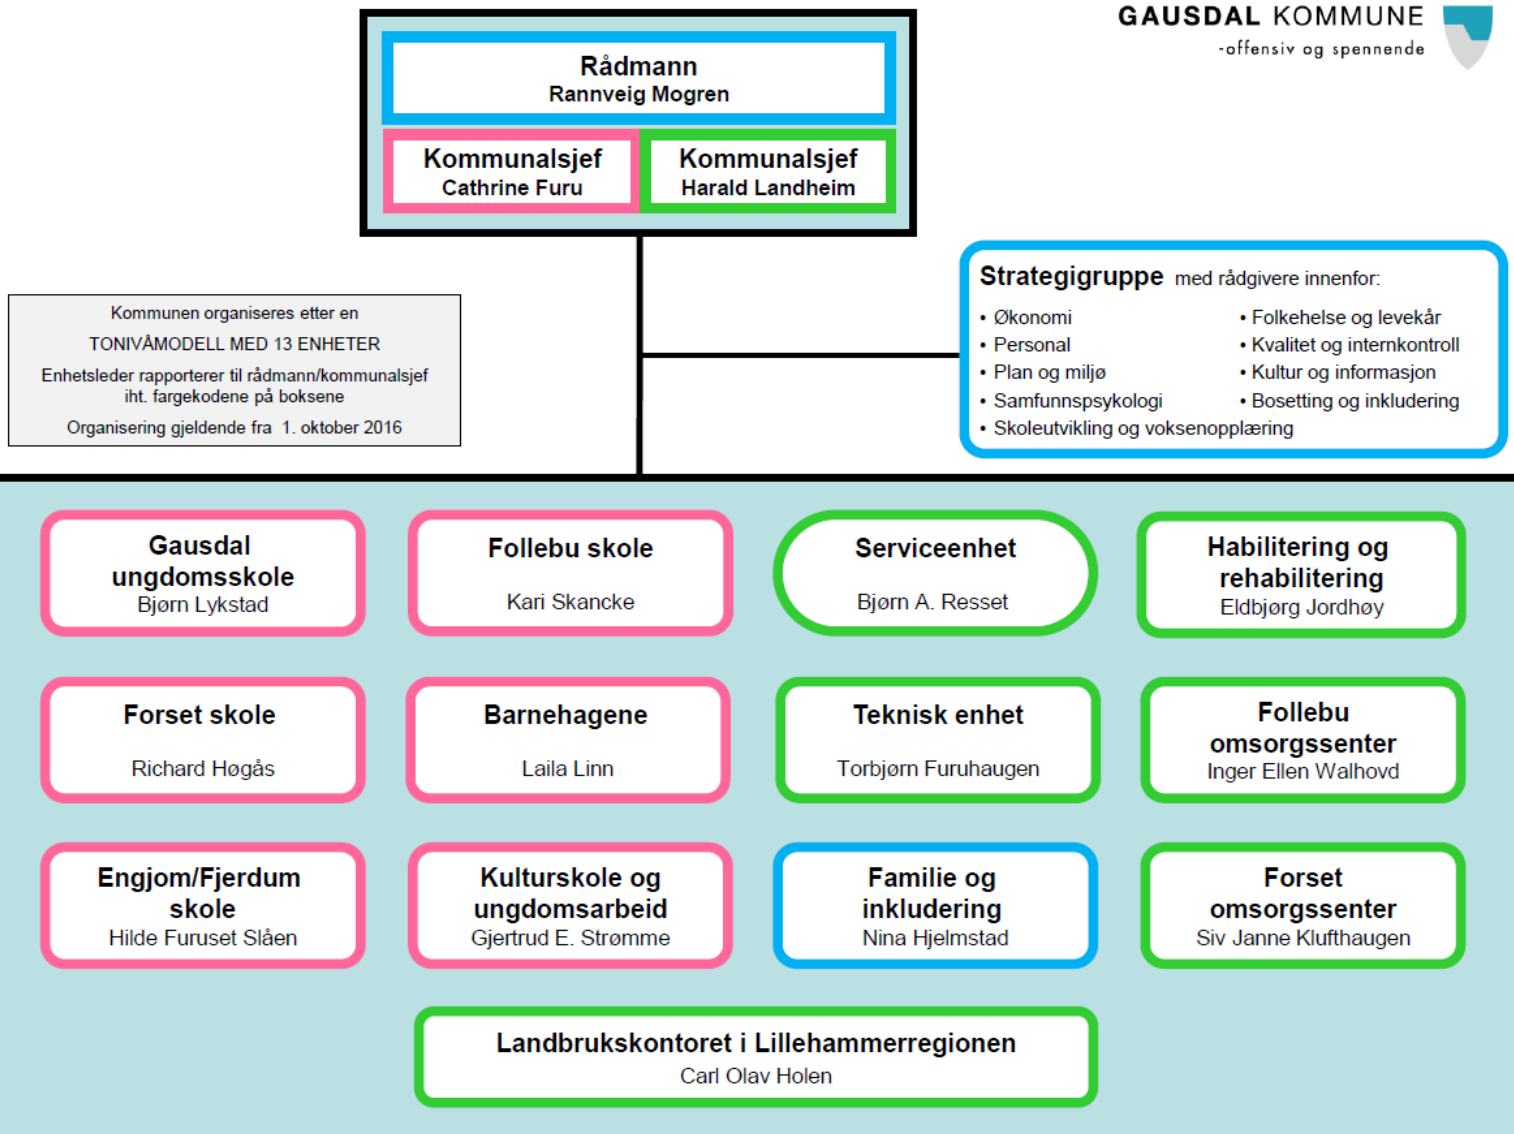 GAUSDAL KOMMUNE
-offensiv og spennende
Rådmann
Rannveig Mogren
Kommunalsjef
Cathrine Furu
Kommunalsjef
Harald Landheim
Kommunen organiseres etter en
TONIVÅMODELL MED 13 ENHETER
Enhetsleder rapporterer til rådmann/kommunalsjef
iht. fargekodene på boksene
Organisering gjeldende fra 1. oktober 2016
Strategigruppe med rådgivere innenfor:
• Økonomi
• Personal
• Plan og miljø
• Samfunnspsykologi
• Skoleutvikling og voksenopplæring
• Folkehelse og levekår
• Kvalitet og internkontroll
• Kultur og informasjon
• Bosetting og inkludering
Gausdal
ungdomsskole
Bjørn Lykstad
Follebu skole
Kari Skancke
Serviceenhet
Bjørn A. Resset
Habilitering og
rehabilitering
Eldbjørg Jordhøy
Forset skole
Richard Høgås
Barnehagene
Laila Linn
Teknisk enhet
Torbjørn Furuhaugen
Follebu
omsorgssenter
Inger Ellen Walhovd
Engjom/Fjerdum
skole
Hilde Furuset Slåen
Kulturskole og
ungdomsarbeid
Gjertrud E. Strømme
Familie og
inkludering
Nina Hjelmstad
Forset
omsorgssenter
Siv Janne Klufthaugen
Landbrukskontoret i Lillehammerregionen
Carl Olav Holen